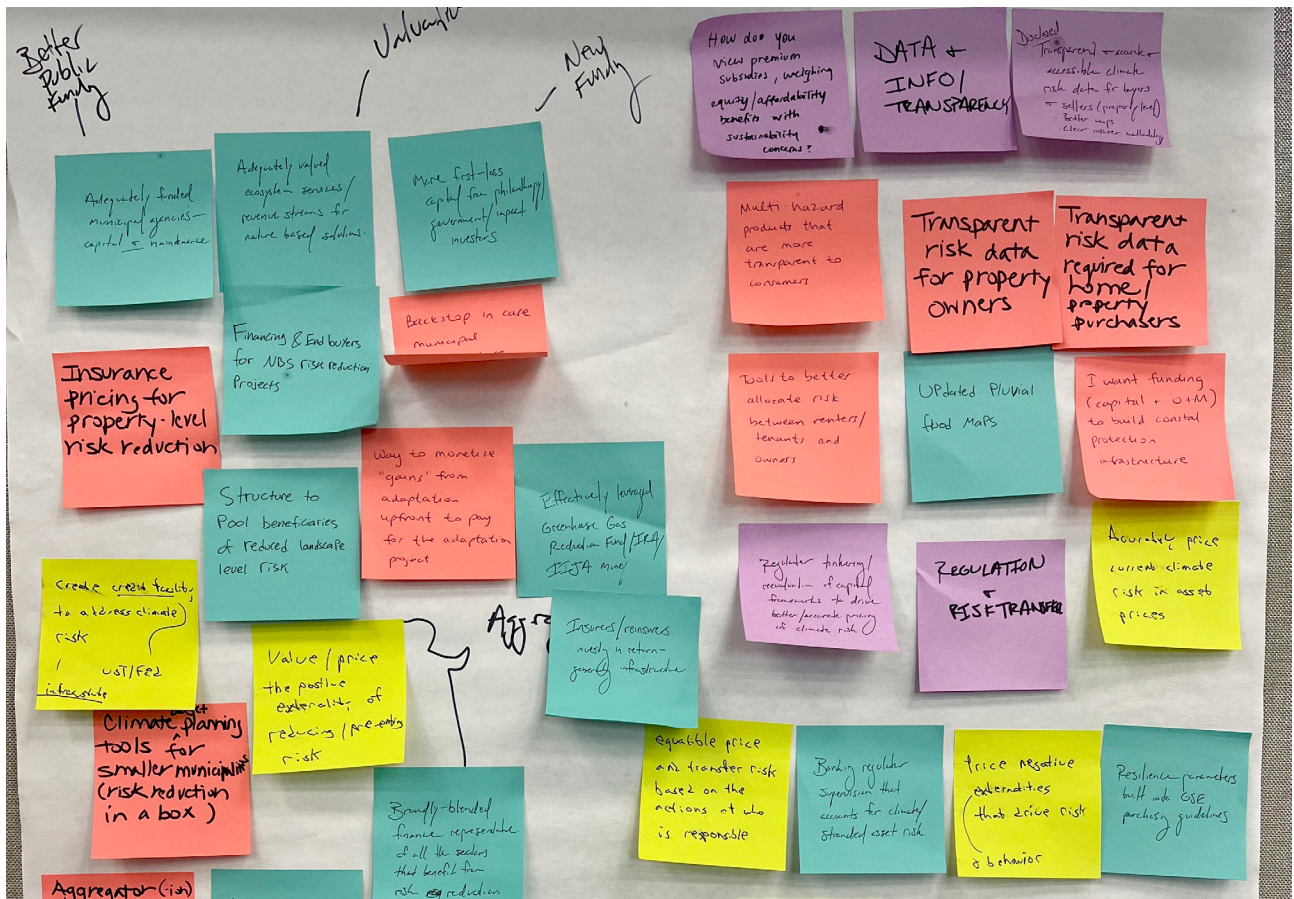 Better
Public
Funding
Valuation
New
Funding
Adequately funded
municipal agencies-
capital & maintenance
Adequately valued
ecosystem services/
revenue streams for
nature based solutions.
More first-loss
capital from philanthropy/
government/impact
investors
Financing & End buyers
for NBS risk reduction
Projects
Backstop in care
municipal
Insurance
pricing for
property-level
risk reduction
Structure to
Pool beneficiaries
of reduced landscape
level risk
Way to monetize
"gains" from
adaptation
upfront to pay
for the adaptation
project
Effectively leveraged
Greenhouse Gas
Reduction Fund/IRA/
IIJA money
Create credit facility
to address climate
risk
UST/Fed
Value/price
the positive
externality of
reducing/preventing
risk
Aggr
Insurers/reinsurers
investing in return-
generating infrastructure
Climate planning
tools for
smaller municipalities
(risk reduction
in a box)
Broadly-blended
finance representative
of all the sectors
that benefit from
risk reduction
Aggregator (-ish)
How do you
view premium
subsidies, weighing
equity/affordability
benefits with
sustainability
concerns?
DATA +
INFO/
TRANSPARENCY
Disclosed
Transparent + accurate +
accessible climate
risk data for buyers
+ sellers (property level)
· Better maps
· Clear insurer methodology
Multi-hazard
products that
are more
transparent to
consumers
Transparent
risk data
for property
owners
Transparent
risk data
required for
home/
property
purchasers
Tools to better
allocate risk
between renters/
tenants and
owners
UPdated Pluvial
flood MaPs
I want funding
(capital + O+M)
to build coastal
protection
infrastructure
Regulator tinkering/
reevaluation of capital
frameworks to drive
better/accurate pricing
of climate risk
REGULATION
+
RISK TRANSFER
Accurately price
current climate
risk in asset
prices
equatible price
and transfer risk
based on the
actions of who
is responsible
Banking regulator
supervision that
accounts for climate/
stranded asset risk.
Price negative
externalities
that drive risk
behavior
Resilience parameters
built into GSE
purchasing guidelines